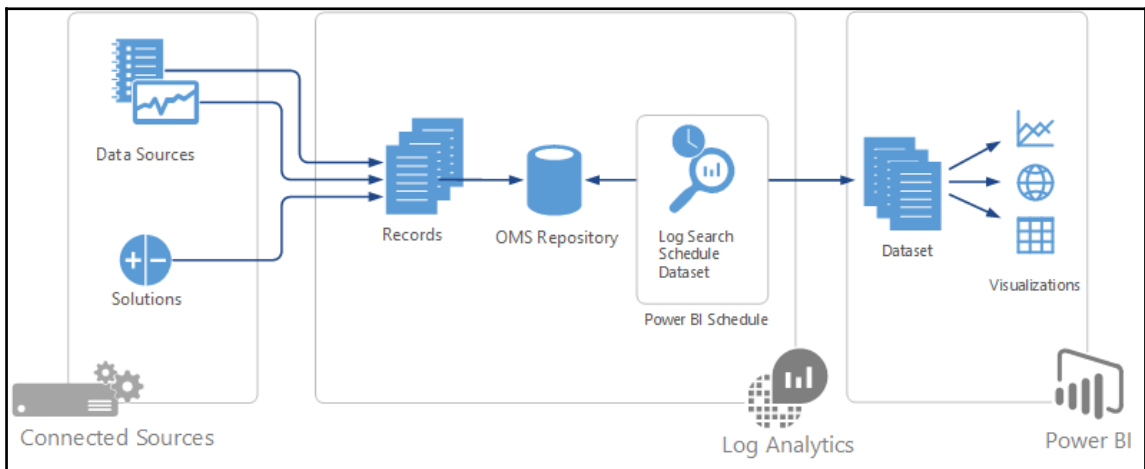 Data Sources
Solutions
Connected Sources
Records
OMS Repository
Log Search
Schedule
Dataset
Power BI Schedule
Log Analytics
Dataset
Visualizations
Power BI